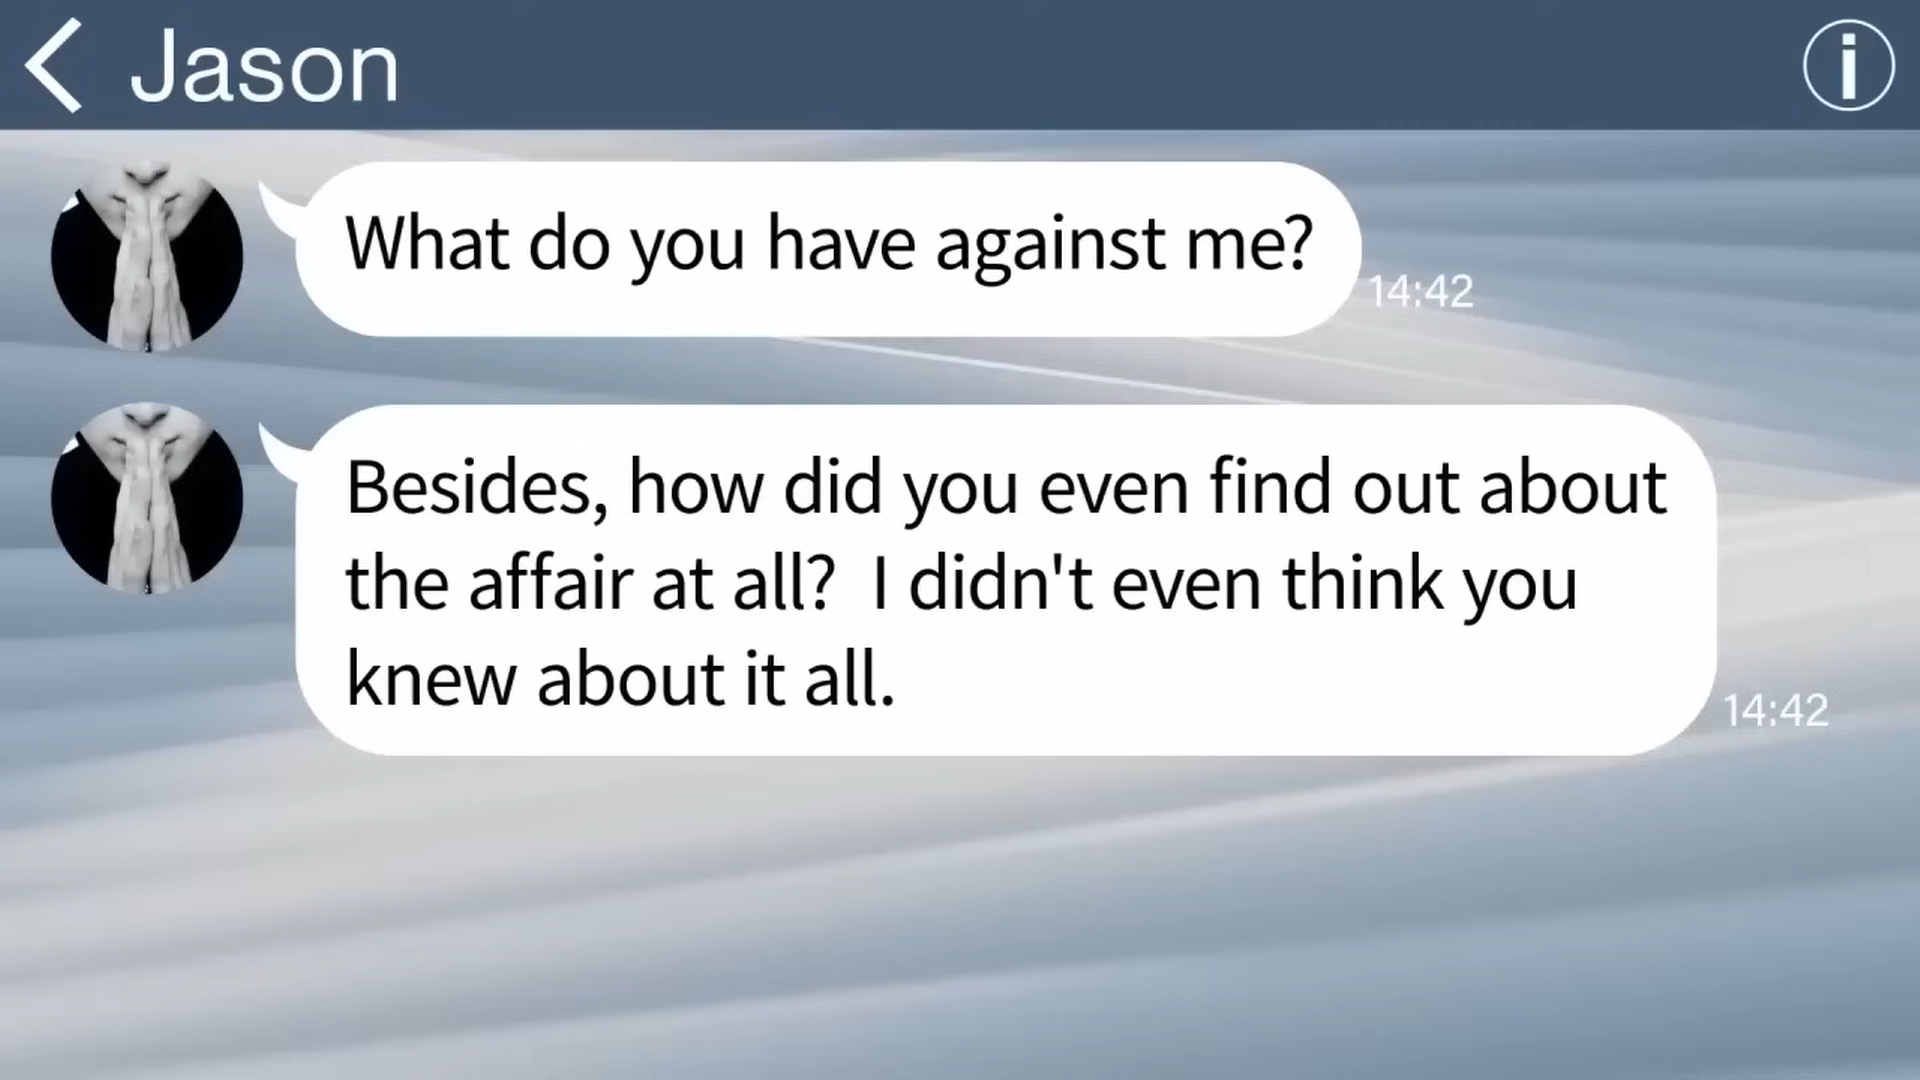 Jason
What do you have against me?
14:42
Besides, how did you even find out about
the affair at all?  I didn't even think you
knew about it all.
14:42